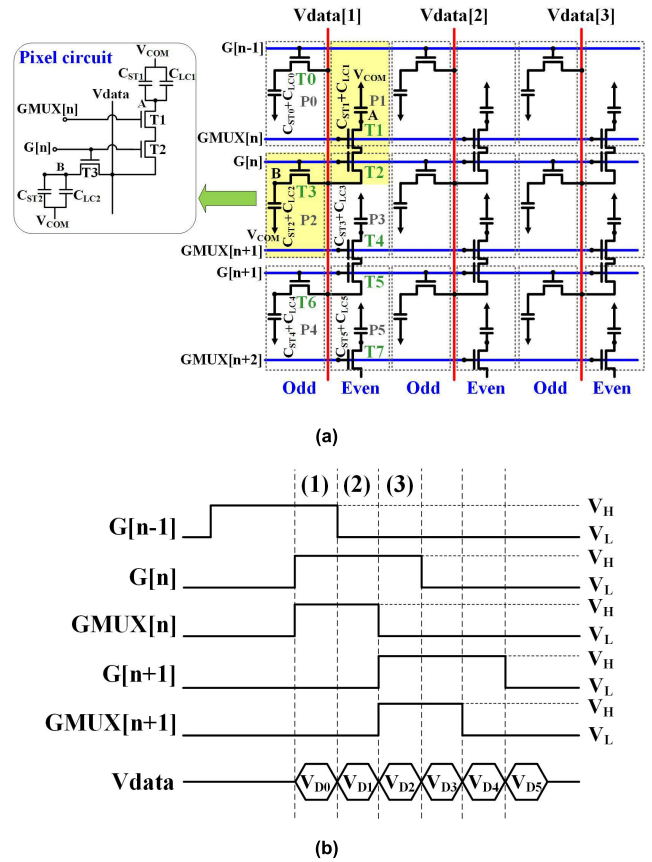 Vdata[1] Vdata[2] Vdata[3]
Pixel circuit
VCOM
CST1 CLC1
Vdata
A
GMUX[n]
T1
G[n]
T2
B
T3
CST2 CLC2
VCOM
G[n-1]
T0
VCOM
CST0+CLC0
P0
CST1+CLC1
P1
A
GMUX[n]
T1
G[n]
T2
B
T3
CST2+CLC2
P2
CST3+CLC3
P3
VCOM
T4
GMUX[n+1]
G[n+1]
T5
T6
CST4+CLC4
P4
CST5+CLC5
P5
T7
GMUX[n+2]
Odd Even Odd Even Odd Even
(a)
(1) (2) (3)
G[n-1] VH
VL
G[n] VH
VL
GMUX[n] VH
VL
G[n+1] VH
VL
GMUX[n+1] VH
VL
Vdata VD0 VD1 VD2 VD3 VD4 VD5
(b)